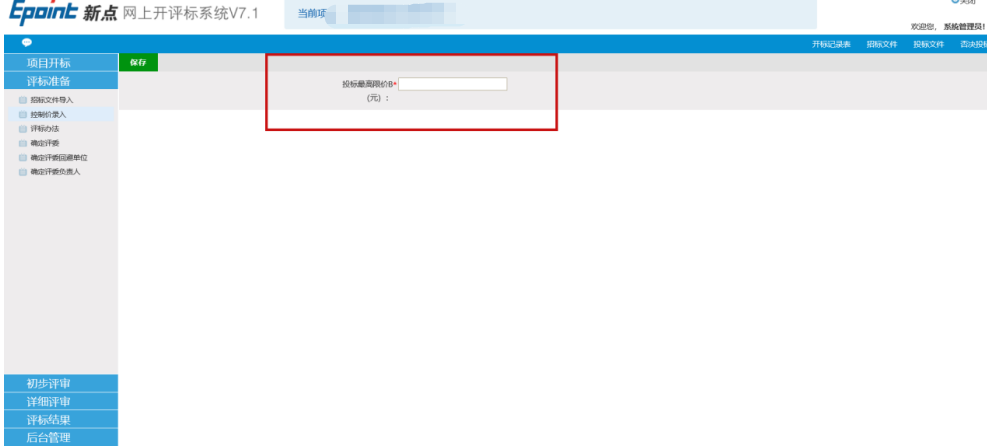 关闭
Epoint 新点 网上开评标系统V7.1
当前项
欢迎您，系统管理员！
开标记录表 招标文件 投标文件 否决投标
项目开标
保存
评标准备
投标最高限价B*
(元) ：
招标文件导入
控制价录入
评标办法
确定评委
确定评委回避单位
确定评委负责人
初步评审
详细评审
评标结果
后台管理